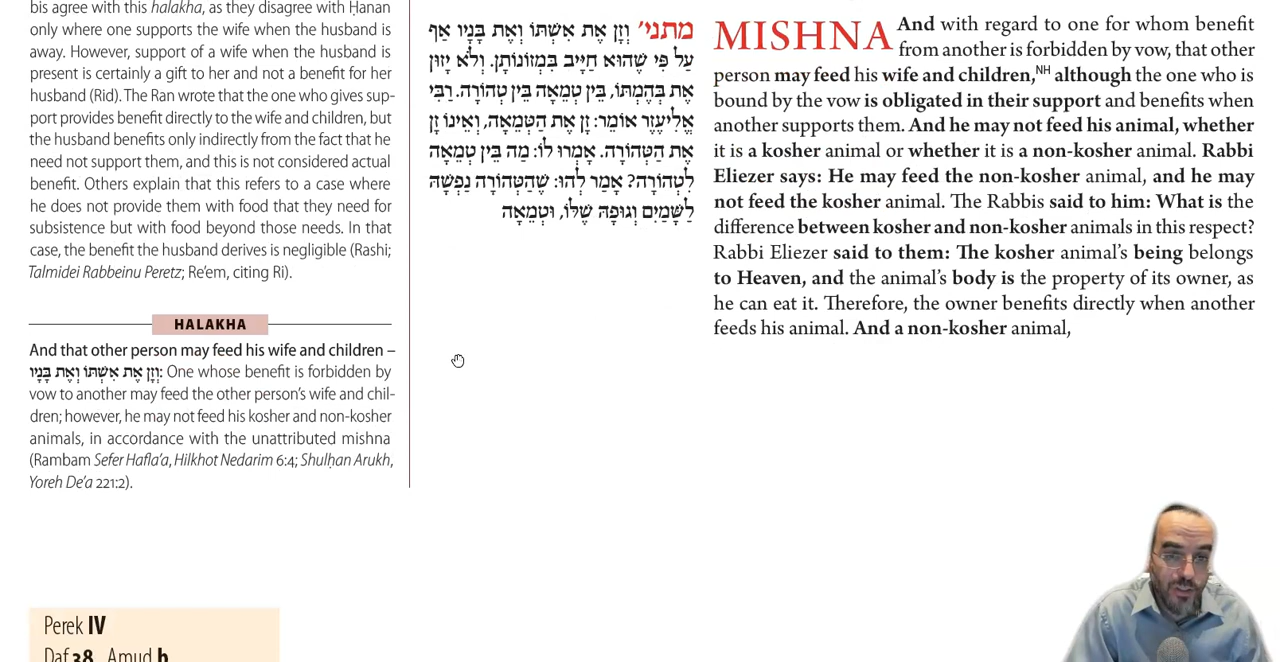 bis agree with this halakha, as they disagree with Ḥanan
only where one supports the wife when the husband is
away. However, support of a wife when the husband is
present is certainly a gift to her and not a benefit for her
husband (Rid). The Ran wrote that the one who gives sup-
port provides benefit directly to the wife and children, but
the husband benefits only indirectly from the fact that he
need not support them, and this is not considered actual
benefit. Others explain that this refers to a case where
he does not provide them with food that they need for
subsistence but with food beyond those needs. In that
case, the benefit the husband derives is negligible (Rashi;
Talmidei Rabbeinu Peretz; Re'em, citing Ri).
HALAKHA
And that other person may feed his wife and children –
וְזָן אֶת אִשְׁתּוֹ וְאֶת בָּנָיו: One whose benefit is forbidden by
vow to another may feed the other person's wife and chil-
dren; however, he may not feed his kosher and non-kosher
animals, in accordance with the unattributed mishna
(Rambam Sefer Hafla'a, Hilkhot Nedarim 6:4; Shulḥan Arukh,
Yoreh De'a 221:2).
Perek IV
Daf 38 Amud b
מתני׳ וְזָן אֶת אִשְׁתּוֹ וְאֶת בָּנָיו אַף
עַל פִּי שֶׁהוּא חַיָּיב בִּמְזוֹנוֹתָן. וְלֹא יָזוּן
אֶת בְּהֶמְתּוֹ, בֵּין טְמֵאָה בֵּין טְהוֹרָה. רַבִּי
אֱלִיעֶזֶר אוֹמֵר: זָן אֶת הַטְּמֵאָה, וְאֵינוֹ זָן
אֶת הַטְּהוֹרָה. אָמְרוּ לוֹ: מַה בֵּין טְמֵאָה
לִטְהוֹרָה? אָמַר לְהוּ: שֶׁהַטְּהוֹרָה נַפְשָׁהּ
לַשָּׁמַיִם וְגוּפָהּ שֶׁלּוֹ, וּטְמֵאָה
MISHNA And with regard to one for whom benefit
from another is forbidden by vow, that other
person may feed his wife and children,NH although the one who is
bound by the vow is obligated in their support and benefits when
another supports them. And he may not feed his animal, whether
it is a kosher animal or whether it is a non-kosher animal. Rabbi
Eliezer says: He may feed the non-kosher animal, and he may
not feed the kosher animal. The Rabbis said to him: What is the
difference between kosher and non-kosher animals in this respect?
Rabbi Eliezer said to them: The kosher animal's being belongs
to Heaven, and the animal's body is the property of its owner, as
he can eat it. Therefore, the owner benefits directly when another
feeds his animal. And a non-kosher animal,